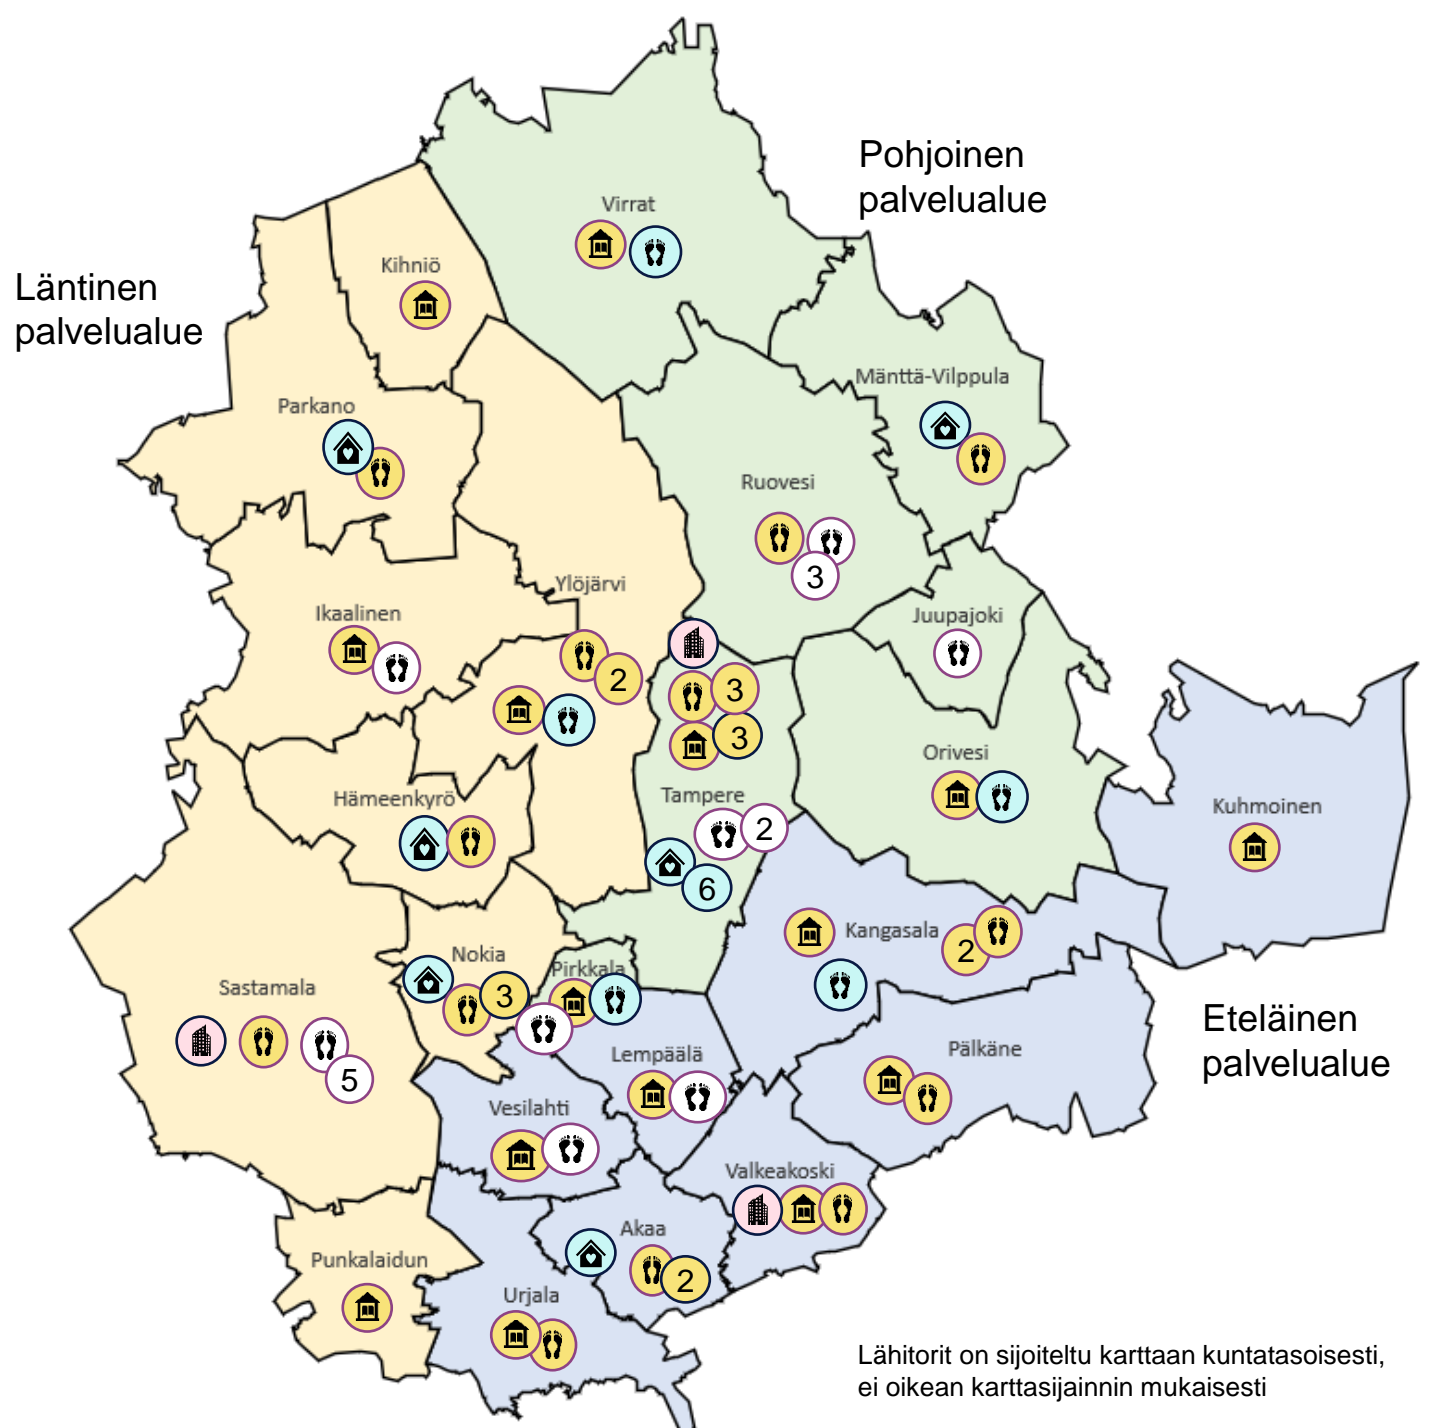 Pohjoinen
palvelualue
Virrat
Kihniö
Läntinen
palvelualue
Mänttä-Vilppula
Parkano
Ruovesi
3
Ylöjärvi
Ikaalinen
Juupajoki
2
3
3
Orivesi
Tampere
Hämeenkyrö
Kuhmoinen
2
6
Kangasala
2
Nokia
Pirkkala
Sastamala
3
Eteläinen
palvelualue
Pälkäne
Lempäälä
5
Vesilahti
Valkeakoski
Akaa
Punkalaidun
2
Urjala
Lähitorit on sijoiteltu karttaan kuntatasoisesti,
ei oikean karttasijainnin mukaisesti